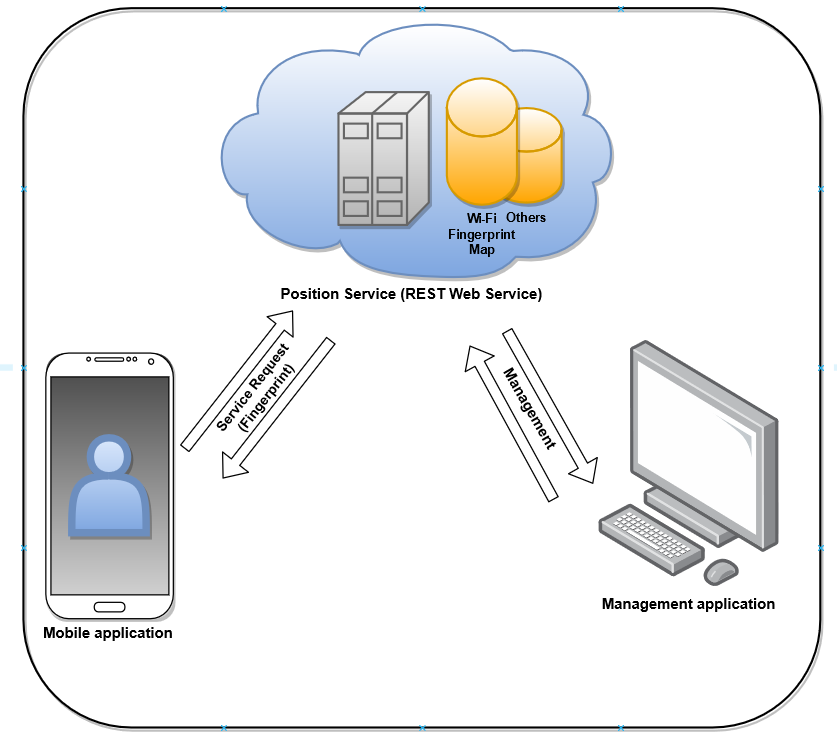 Wi-Fi
Fingerprint
Map
Others
Position Service (REST Web Service)
Service Request
(Fingerprint)
Management
Mobile application
Management application